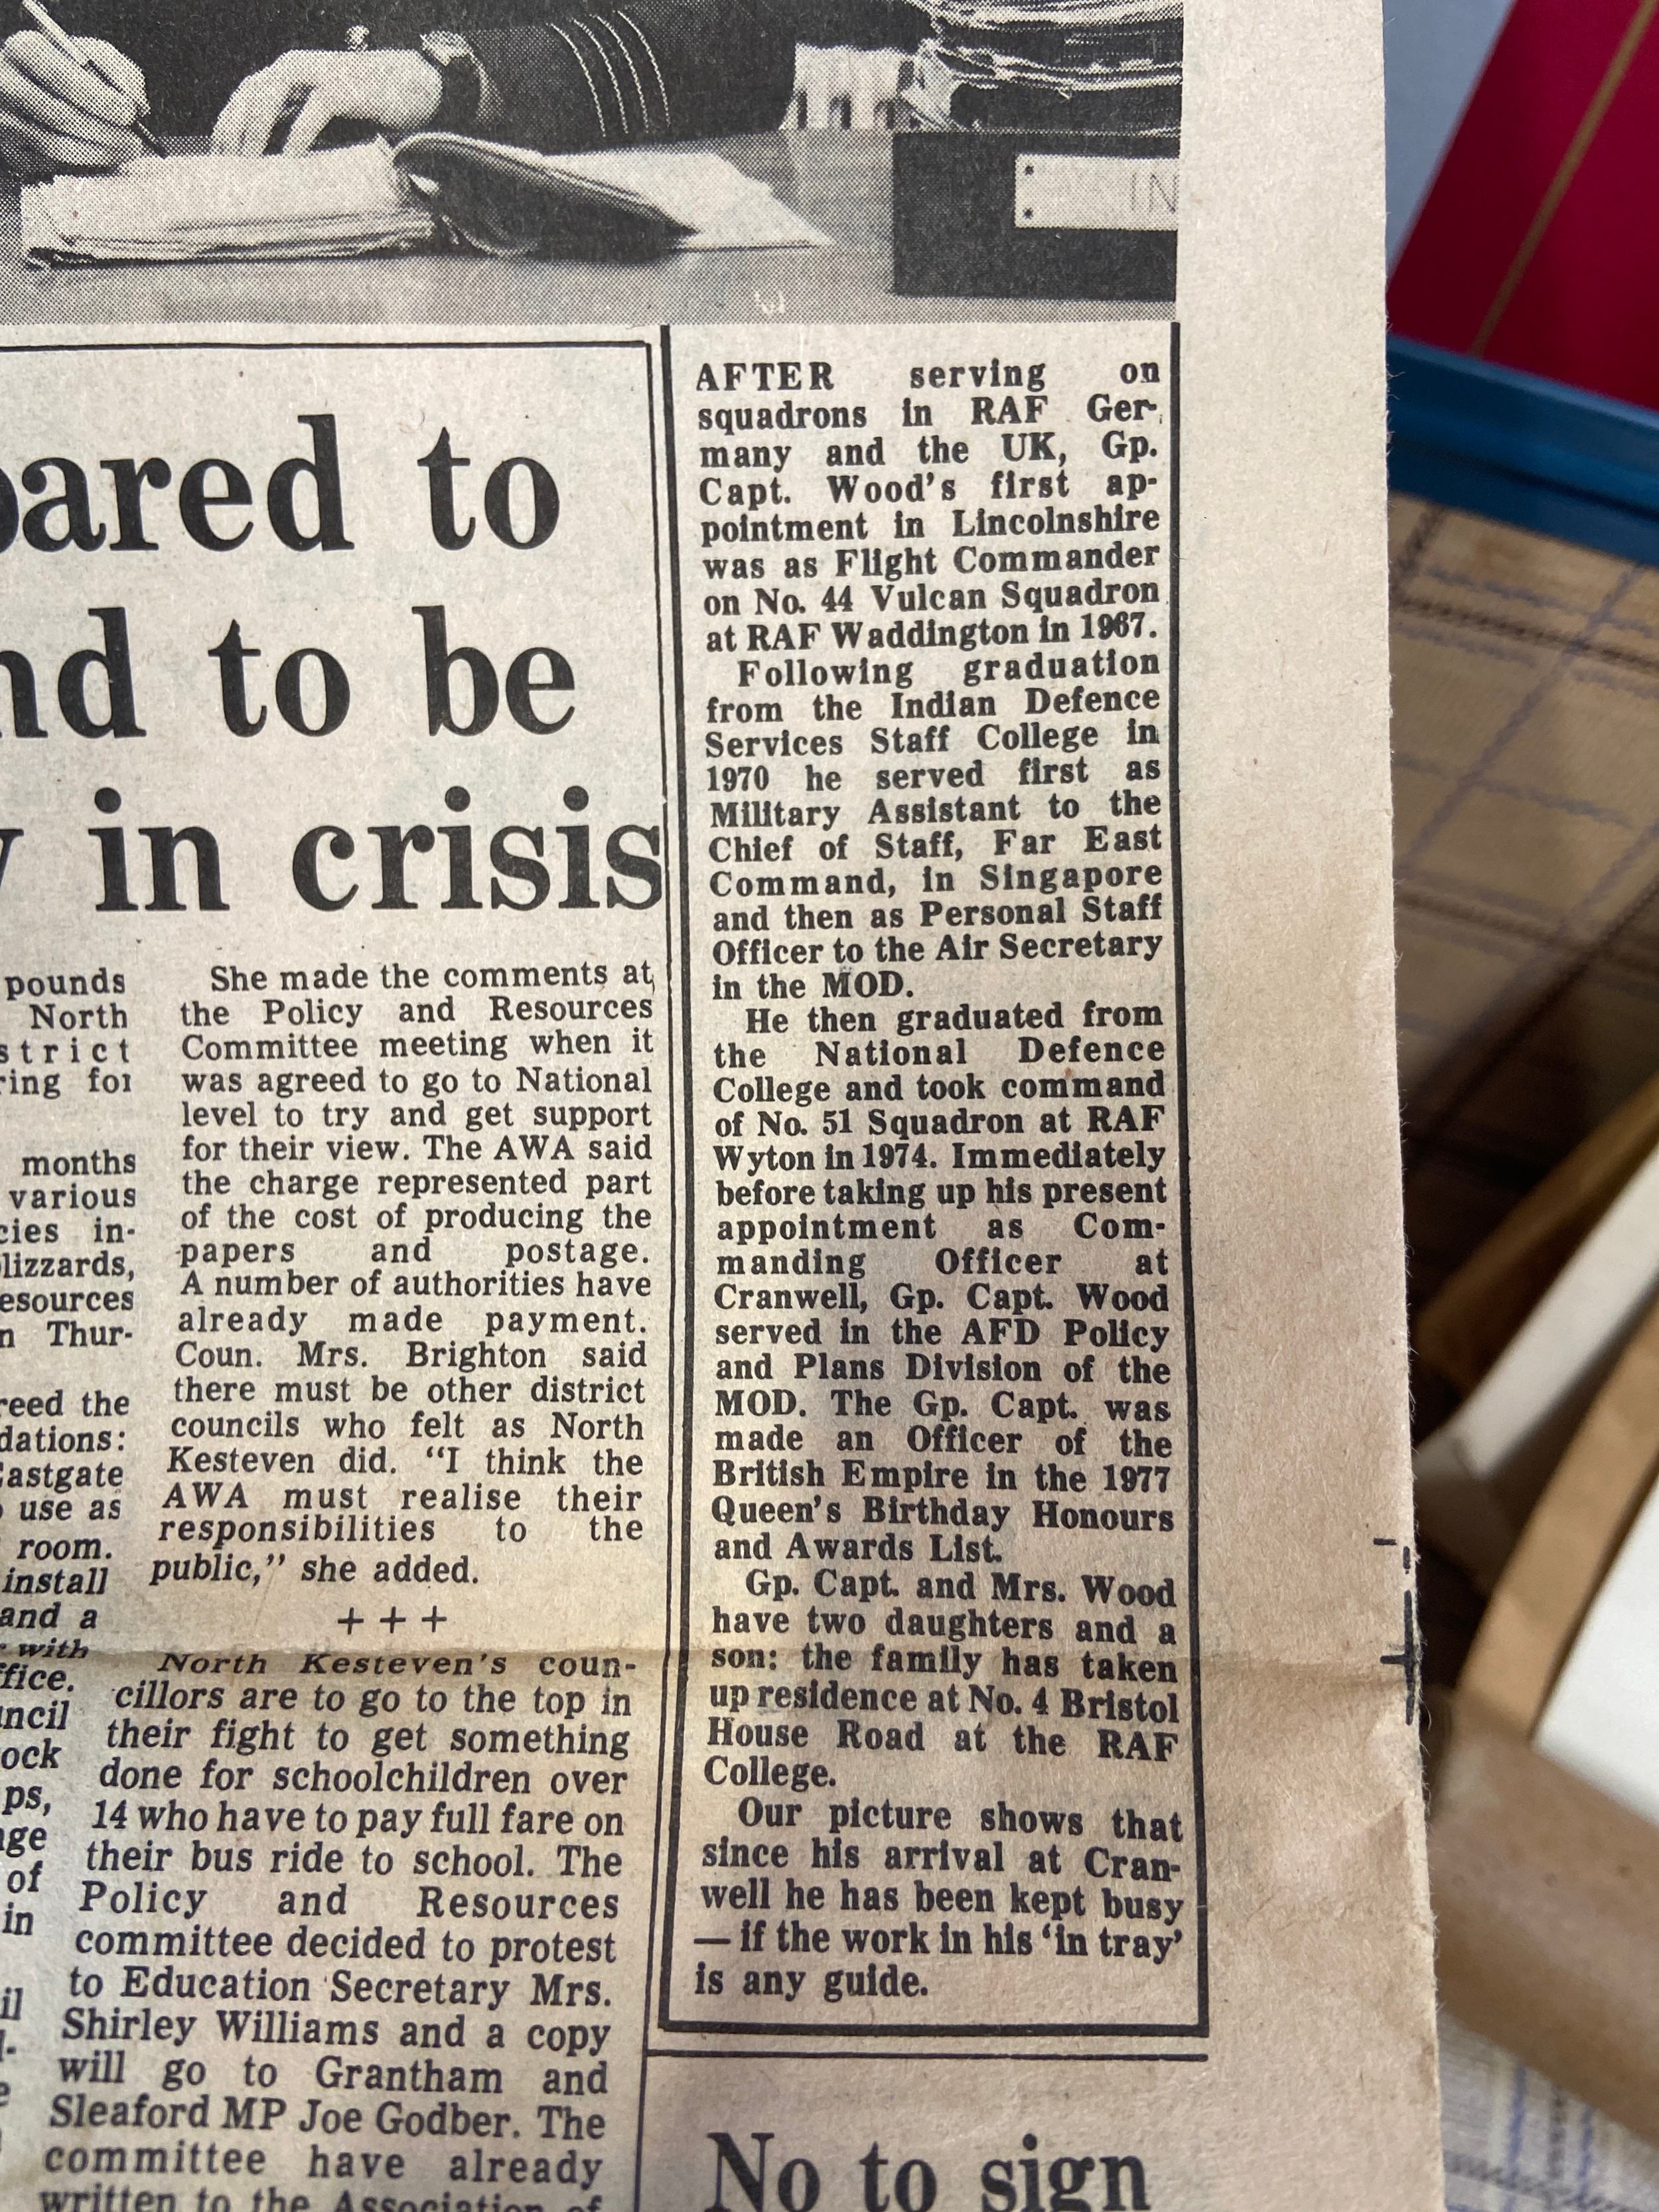 IN
pared to
nd to be
y in crisis
pounds
North
strict
ring for
months
various
cies in-
lizzards,
esources
n Thur-
reed the
dations:
Eastgate
use as
room.
install
and a
with
ffice.
uncil
ock
ps,
age
of
in
il
She made the comments at
the Policy and Resources
Committee meeting when it
was agreed to go to National
level to try and get support
for their view. The AWA said
the charge represented part
of the cost of producing the
papers and postage.
A number of authorities have
already made payment.
Coun. Mrs. Brighton said
there must be other district
councils who felt as North
Kesteven did. “I think the
AWA must realise their
responsibilities to the
public,” she added.
+ + +
North Kesteven's coun-
cillors are to go to the top in
their fight to get something
done for schoolchildren over
14 who have to pay full fare on
their bus ride to school. The
Policy and Resources
committee decided to protest
to Education Secretary Mrs.
Shirley Williams and a copy
will go to Grantham and
Sleaford MP Joe Godber. The
committee have already
written to the Association of
AFTER serving on
squadrons in RAF Ger-
many and the UK, Gp.
Capt. Wood's first ap-
pointment in Lincolnshire
was as Flight Commander
on No. 44 Vulcan Squadron
at RAF Waddington in 1967.
Following graduation
from the Indian Defence
Services Staff College in
1970 he served first as
Military Assistant to the
Chief of Staff, Far East
Command, in Singapore
and then as Personal Staff
Officer to the Air Secretary
in the MOD.
He then graduated from
the National Defence
College and took command
of No. 51 Squadron at RAF
Wyton in 1974. Immediately
before taking up his present
appointment as Com-
manding Officer at
Cranwell, Gp. Capt. Wood
served in the AFD Policy
and Plans Division of the
MOD. The Gp. Capt. was
made an Officer of the
British Empire in the 1977
Queen's Birthday Honours
and Awards List.
Gp. Capt. and Mrs. Wood
have two daughters and a
son: the family has taken
up residence at No. 4 Bristol
House Road at the RAF
College.
Our picture shows that
since his arrival at Cran-
well he has been kept busy
— if the work in his ‘in tray’
is any guide.
No to sign